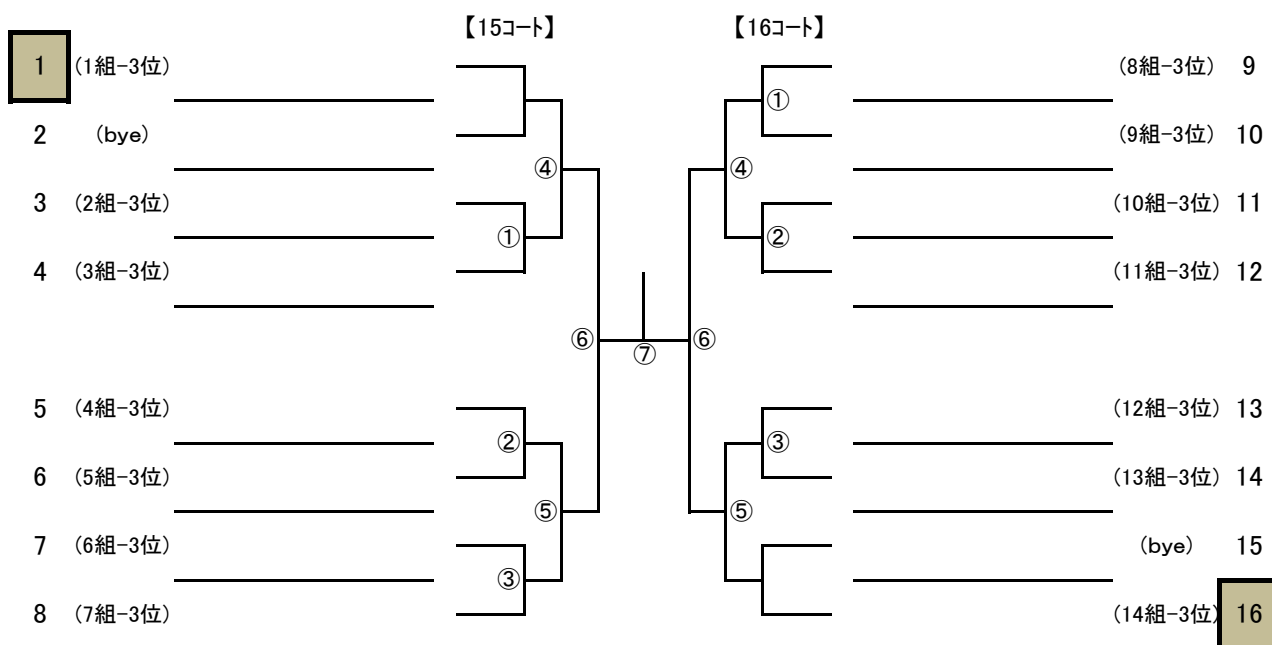 【15コート】 【16コート】
1 (1組-3位) (8組-3位) 9
①
2 (bye) (9組-3位) 10
④ ④
3 (2組-3位) (10組-3位) 11
① ②
4 (3組-3位) (11組-3位) 12
⑥ ⑥
⑦
5 (4組-3位) (12組-3位) 13
② ③
6 (5組-3位) (13組-3位) 14
⑤ ⑤
7 (6組-3位) (bye) 15
③
8 (7組-3位) (14組-3位) 16